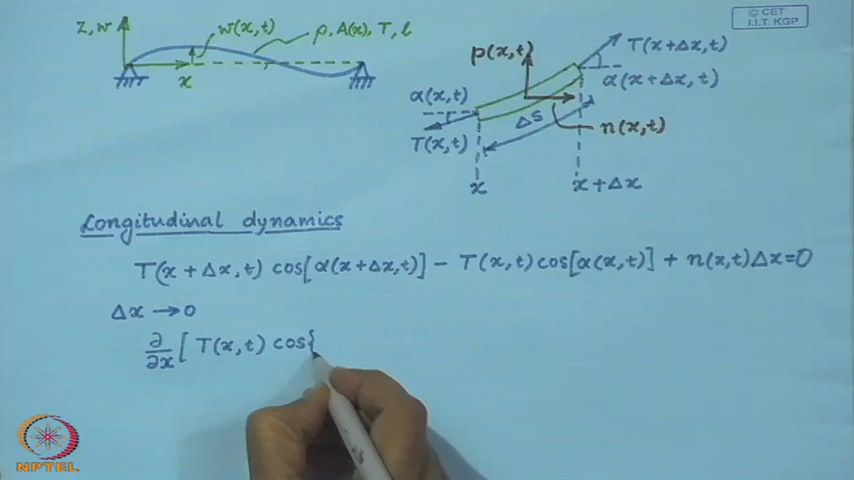 © CET
I.I.T. KGP
z, w
w(x,t)
ρ, A(x), T, l
x
p(x,t)
T(x+Δx,t)
α(x+Δx,t)
α(x,t)
T(x,t)
Δs
n(x,t)
x
x+Δx
Longitudinal dynamics
T(x+Δx,t) cos[α(x+Δx,t)] − T(x,t) cos[α(x,t)] + n(x,t)Δx=0
Δx → 0
∂/∂x [ T(x,t) cos{
NPTEL